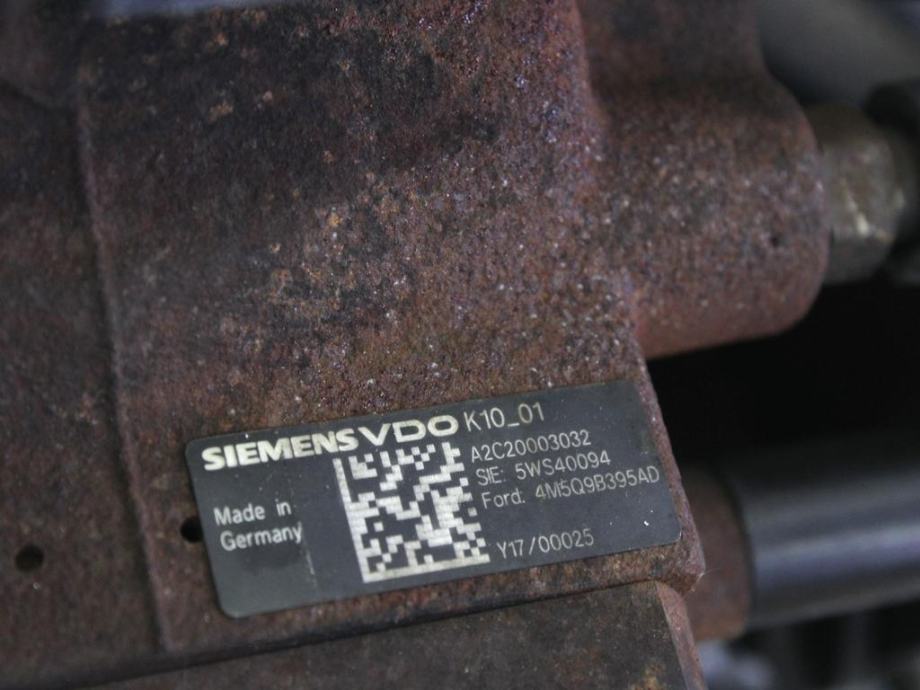 SIEMENS VDO K10_01
A2C20003032
SIE: 5WS40094
Ford: 4M5Q9B395AD
Made in
Germany
Y17/00025